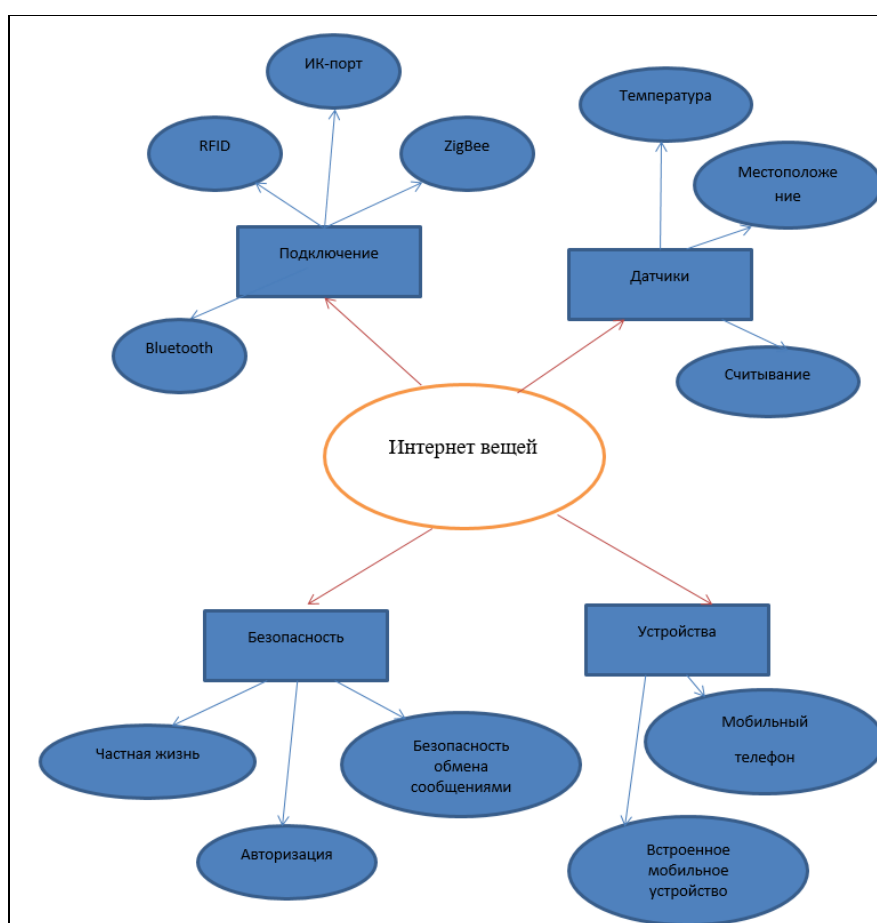 ИК-порт
Температура
RFID
ZigBee
Местоположе
ние
Подключение
Датчики
Bluetooth
Считывание
Интернет вещей
Безопасность
Устройства
Частная жизнь
Безопасность
обмена
сообщениями
Мобильный
телефон
Авторизация
Встроенное
мобильное
устройство